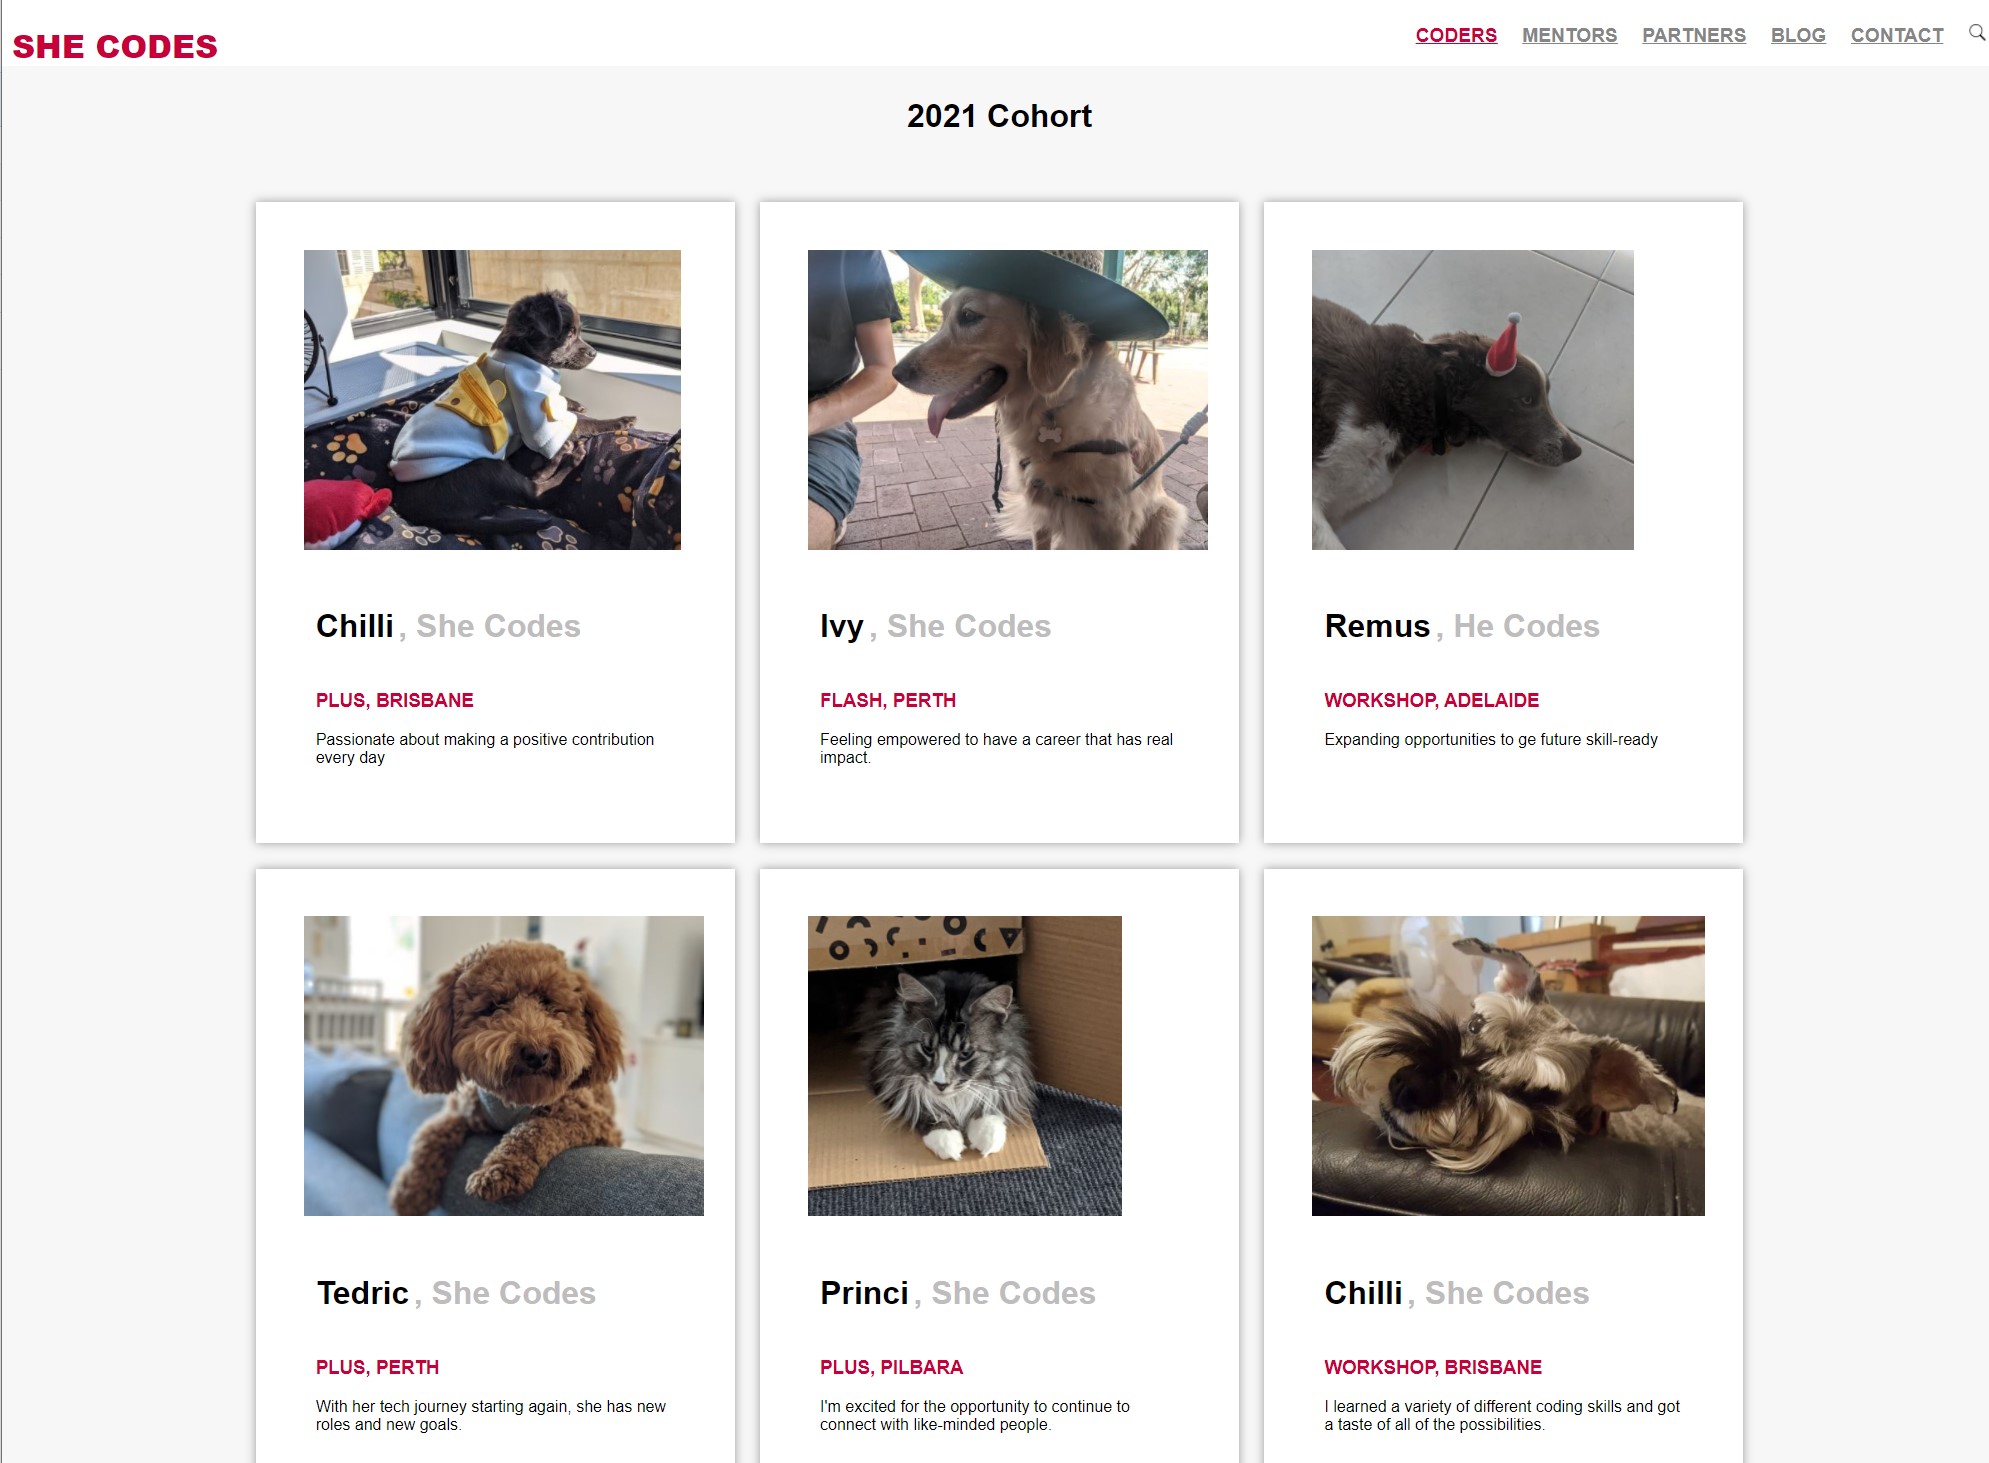 SHE CODES
CODERS MENTORS PARTNERS BLOG CONTACT
2021 Cohort
Chilli , She Codes
PLUS, BRISBANE
Passionate about making a positive contribution
every day
Ivy , She Codes
FLASH, PERTH
Feeling empowered to have a career that has real
impact.
Remus , He Codes
WORKSHOP, ADELAIDE
Expanding opportunities to ge future skill-ready
Tedric , She Codes
PLUS, PERTH
With her tech journey starting again, she has new
roles and new goals.
Princi , She Codes
PLUS, PILBARA
I'm excited for the opportunity to continue to
connect with like-minded people.
Chilli , She Codes
WORKSHOP, BRISBANE
I learned a variety of different coding skills and got
a taste of all of the possibilities.